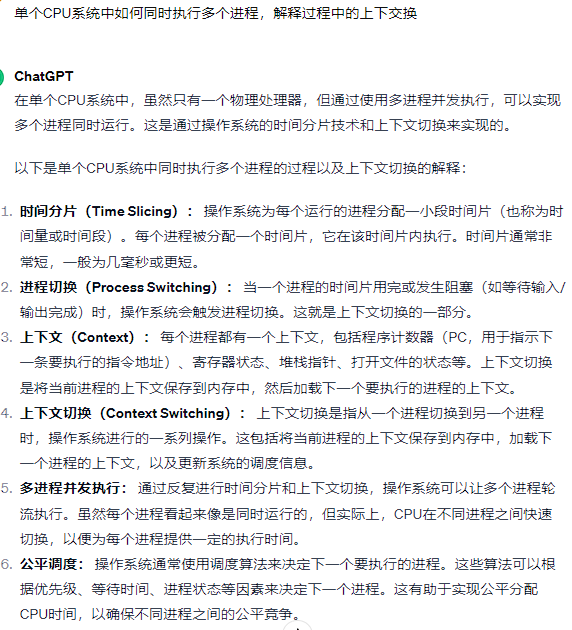 单个CPU系统中如何同时执行多个进程，解释过程中的上下交换
ChatGPT
在单个CPU系统中，虽然只有一个物理处理器，但通过使用多进程并发执行，可以实现
多个进程同时运行。这是通过操作系统的时间分片技术和上下文切换来实现的。
以下是单个CPU系统中同时执行多个进程的过程以及上下文切换的解释：
1. 时间分片（Time Slicing）： 操作系统为每个运行的进程分配一小段时间片（也称为时
间量或时间段）。每个进程被分配一个时间片，它在该时间片内执行。时间片通常非
常短，一般为几毫秒或更短。
2. 进程切换（Process Switching）： 当一个进程的时间片用完或发生阻塞（如等待输入/
输出完成）时，操作系统会触发进程切换。这就是上下文切换的一部分。
3. 上下文（Context）： 每个进程都有一个上下文，包括程序计数器（PC，用于指示下
一条要执行的指令地址）、寄存器状态、堆栈指针、打开文件的状态等。上下文切换
是将当前进程的上下文保存到内存中，然后加载下一个要执行的进程的上下文。
4. 上下文切换（Context Switching）： 上下文切换是指从一个进程切换到另一个进程
时，操作系统进行的一系列操作。这包括将当前进程的上下文保存到内存中，加载下
一个进程的上下文，以及更新系统的调度信息。
5. 多进程并发执行： 通过反复进行时间分片和上下文切换，操作系统可以让多个进程轮
流执行。虽然每个进程看起来像是同时运行的，但实际上，CPU在不同进程之间快速
切换，以便为每个进程提供一定的执行时间。
6. 公平调度： 操作系统通常使用调度算法来决定下一个要执行的进程。这些算法可以根
据优先级、等待时间、进程状态等因素来决定下一个进程。这有助于实现公平分配
CPU时间，以确保不同进程之间的公平竞争。